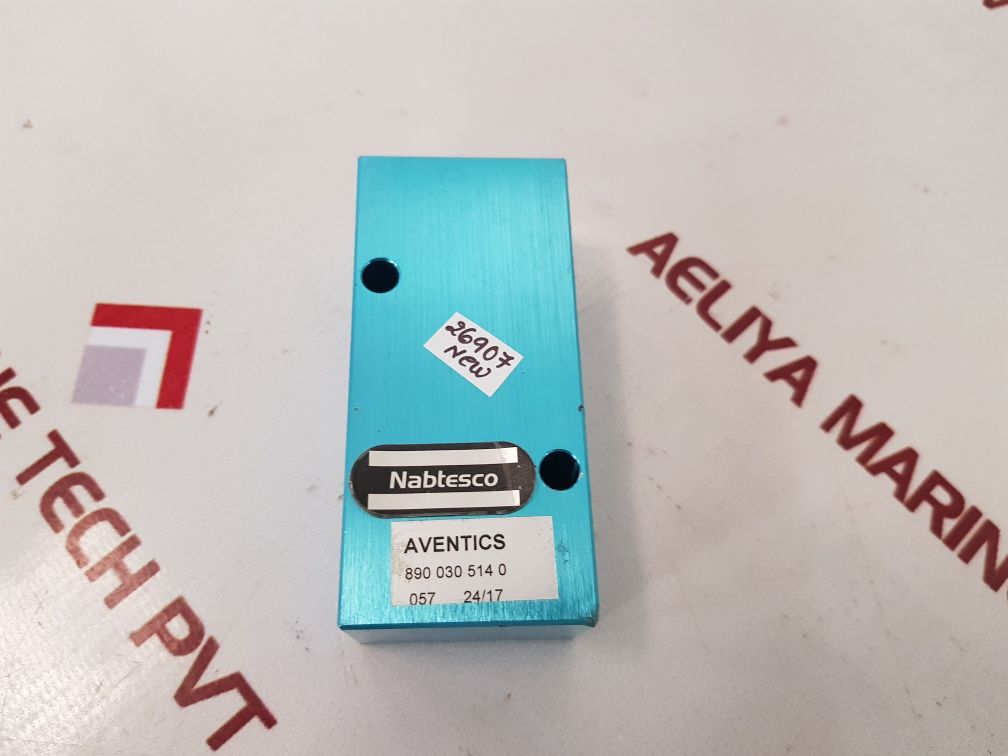 26907
New
Nabtesco
AVENTICS
890 030 514 0
057 24/17
AELIYA MARIN
TECH PVT